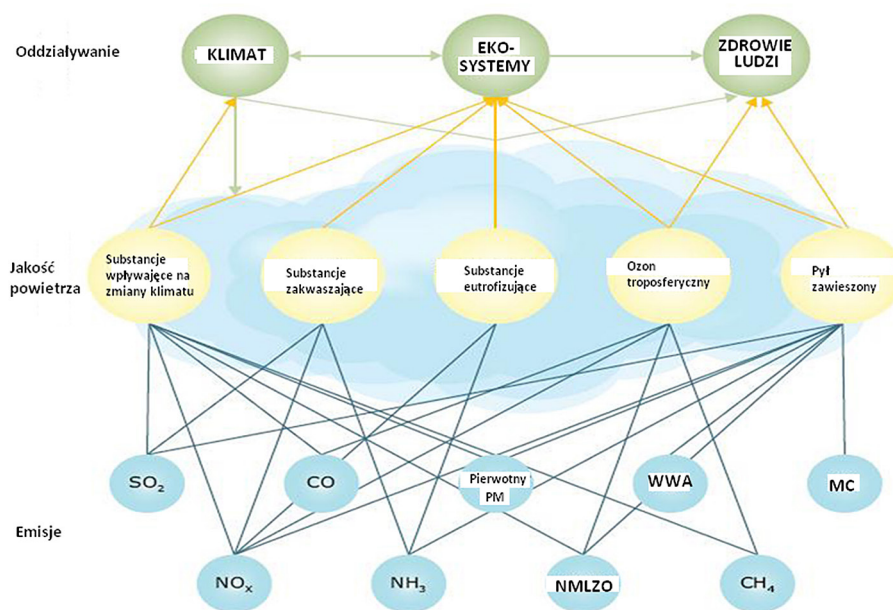 Oddziaływanie
KLIMAT
EKO-
SYSTEMY
ZDROWIE
LUDZI
Jakość
powietrza
Substancje
wpływajęce na
zmiany klimatu
Substancje
zakwaszające
Substancje
eutrofizujące
Ozon
troposferyczny
Pył
zawieszony
SO₂
CO
Pierwotny
PM
WWA
MC
Emisje
NOₓ
NH₃
NMLZO
CH₄